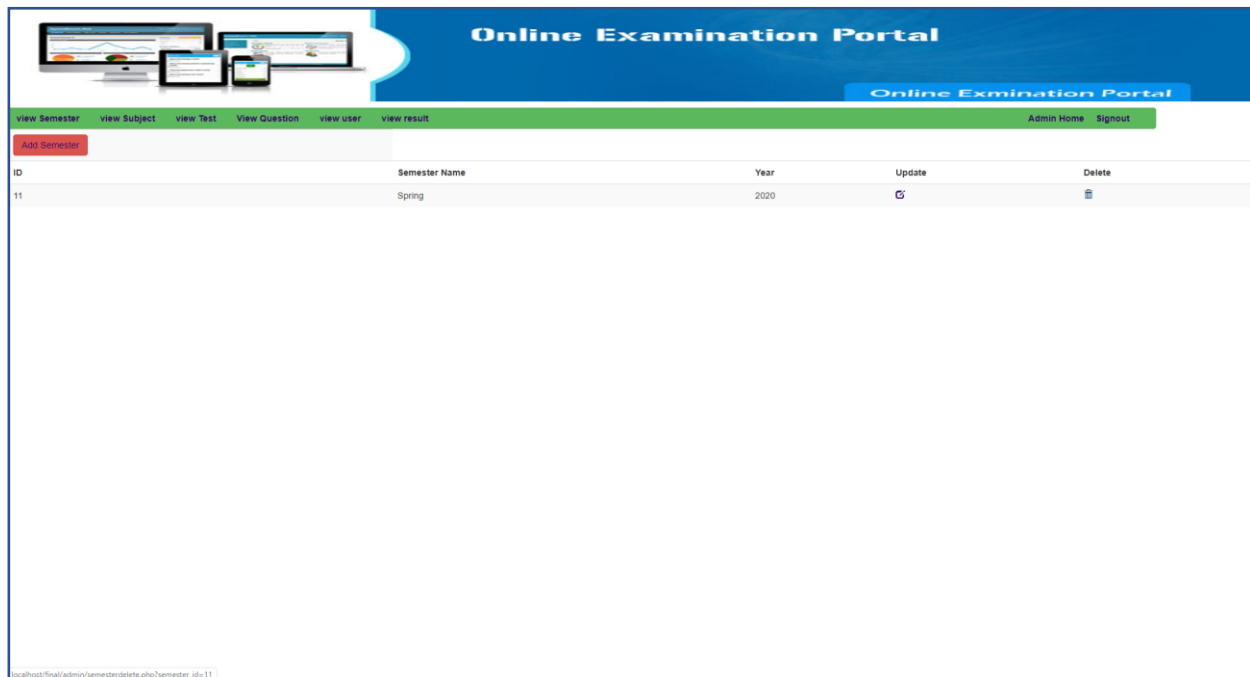 Online Examination Portal
Online Exmination Portal
view Semester view Subject view Test View Question view user view result Admin Home Signout
Add Semester
ID Semester Name Year Update Delete
11 Spring 2020
localhost/final/admin/semesterdelete.php?semester_id=11